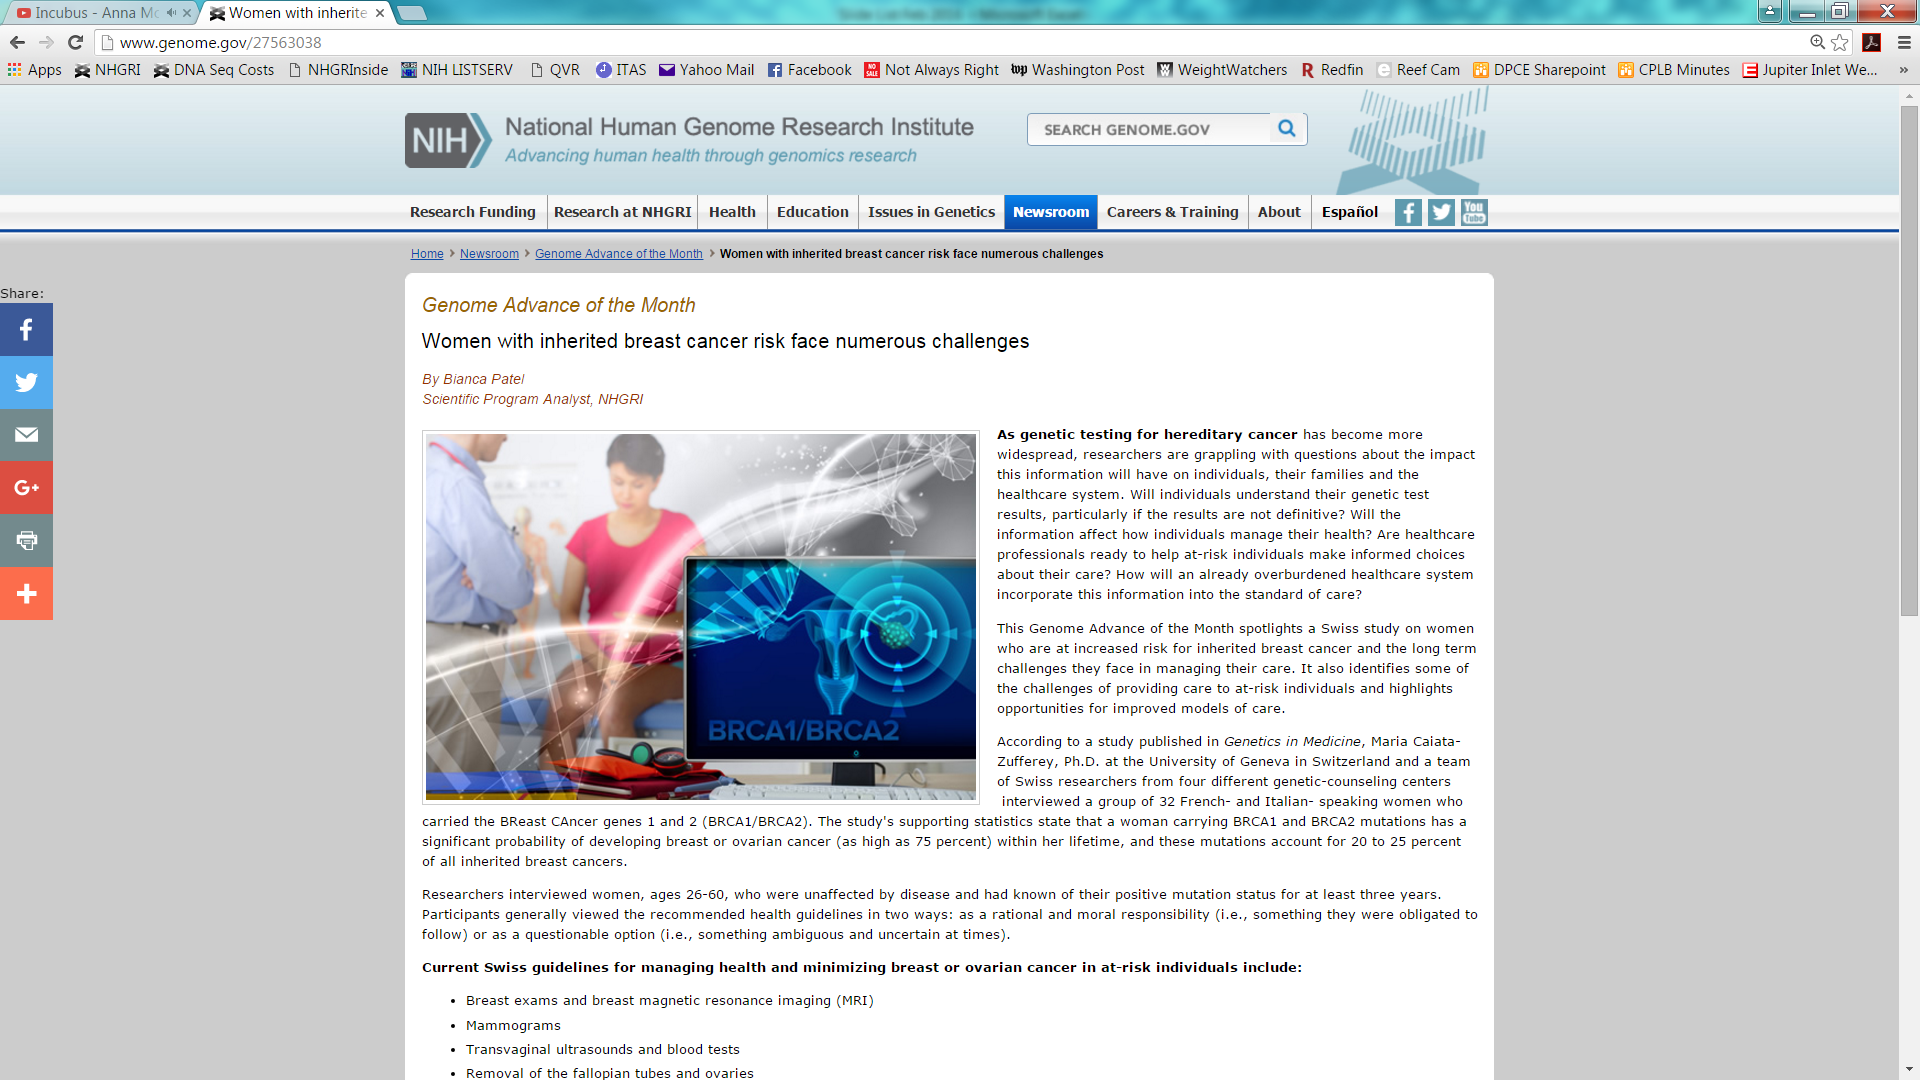 Incubus - Anna Mo
Women with inherite
www.genome.gov/27563038
Apps NHGRI DNA Seq Costs NHGRInside NIH LISTSERV QVR ITAS Yahoo Mail Facebook Not Always Right Washington Post WeightWatchers Redfin Reef Cam DPCE Sharepoint CPLB Minutes Jupiter Inlet We... »
NIH National Human Genome Research Institute
Advancing human health through genomics research
SEARCH GENOME.GOV
Research Funding Research at NHGRI Health Education Issues in Genetics Newsroom Careers & Training About Español
You Tube
Home › Newsroom › Genome Advance of the Month › Women with inherited breast cancer risk face numerous challenges
Share:
Genome Advance of the Month
Women with inherited breast cancer risk face numerous challenges
By Bianca Patel
Scientific Program Analyst, NHGRI
BRCA1/BRCA2
As genetic testing for hereditary cancer has become more
widespread, researchers are grappling with questions about the impact
this information will have on individuals, their families and the
healthcare system. Will individuals understand their genetic test
results, particularly if the results are not definitive? Will the
information affect how individuals manage their health? Are healthcare
professionals ready to help at-risk individuals make informed choices
about their care? How will an already overburdened healthcare system
incorporate this information into the standard of care?
This Genome Advance of the Month spotlights a Swiss study on women
who are at increased risk for inherited breast cancer and the long term
challenges they face in managing their care. It also identifies some of
the challenges of providing care to at-risk individuals and highlights
opportunities for improved models of care.
According to a study published in Genetics in Medicine, Maria Caiata-
Zufferey, Ph.D. at the University of Geneva in Switzerland and a team
of Swiss researchers from four different genetic-counseling centers
interviewed a group of 32 French- and Italian- speaking women who
carried the BReast CAncer genes 1 and 2 (BRCA1/BRCA2). The study's supporting statistics state that a woman carrying BRCA1 and BRCA2 mutations has a
significant probability of developing breast or ovarian cancer (as high as 75 percent) within her lifetime, and these mutations account for 20 to 25 percent
of all inherited breast cancers.
Researchers interviewed women, ages 26-60, who were unaffected by disease and had known of their positive mutation status for at least three years.
Participants generally viewed the recommended health guidelines in two ways: as a rational and moral responsibility (i.e., something they were obligated to
follow) or as a questionable option (i.e., something ambiguous and uncertain at times).
Current Swiss guidelines for managing health and minimizing breast or ovarian cancer in at-risk individuals include:
• Breast exams and breast magnetic resonance imaging (MRI)
• Mammograms
• Transvaginal ultrasounds and blood tests
• Removal of the fallopian tubes and ovaries